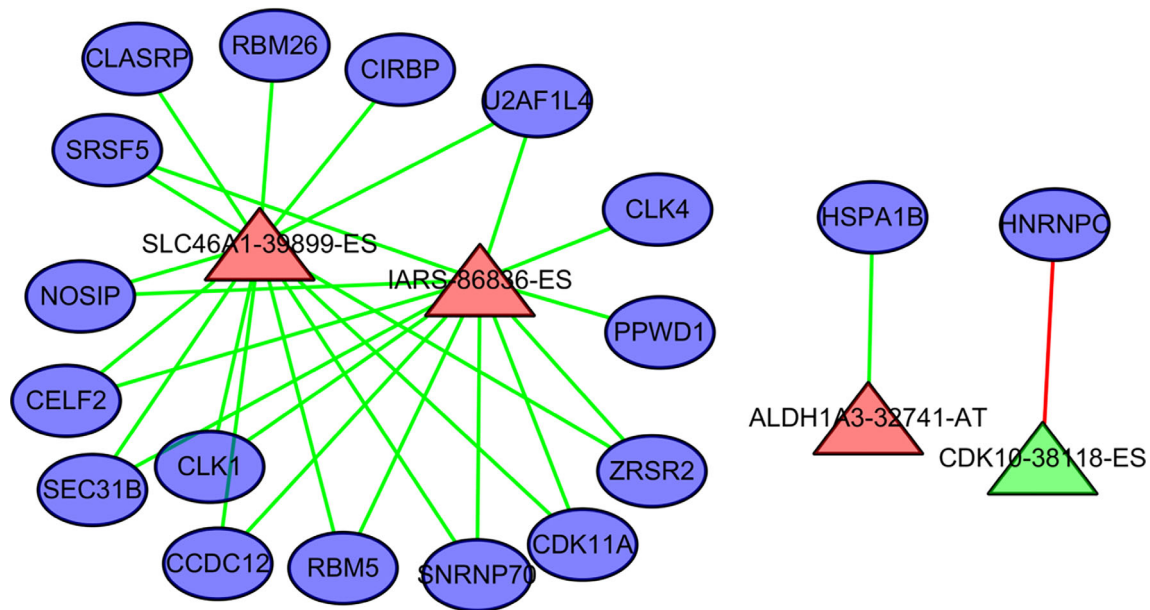 CLASRP
RBM26
CIRBP
U2AF1L4
SRSF5
CLK4
HSPA1B
HNRNPC
SLC46A1-39899-ES
IARS-86836-ES
NOSIP
PPWD1
CELF2
ALDH1A3-32741-AT
CDK10-38118-ES
CLK1
SEC31B
ZRSR2
CCDC12
RBM5
SNRNP70
CDK11A